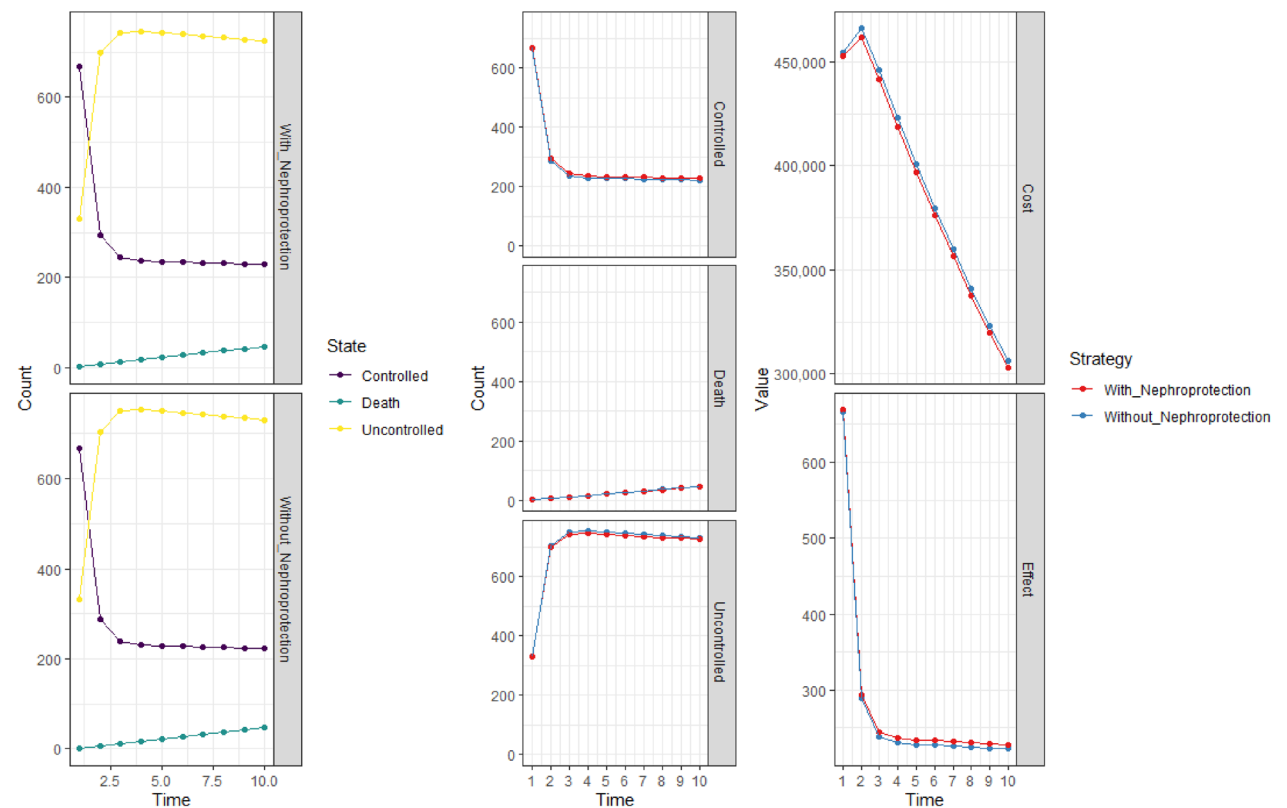 Count
600
400
200
0
With_Nephroprotection
600
400
200
0
Without_Nephroprotection
2.5
5.0
7.5
10.0
Time
State
Controlled
Death
Uncontrolled
Count
600
400
200
0
Controlled
600
400
200
0
Death
600
400
200
0
Uncontrolled
1 2 3 4 5 6 7 8 9 10
Time
Value
450,000
400,000
350,000
300,000
Cost
600
500
400
300
Effect
1 2 3 4 5 6 7 8 9 10
Time
Strategy
With_Nephroprotection
Without_Nephroprotection